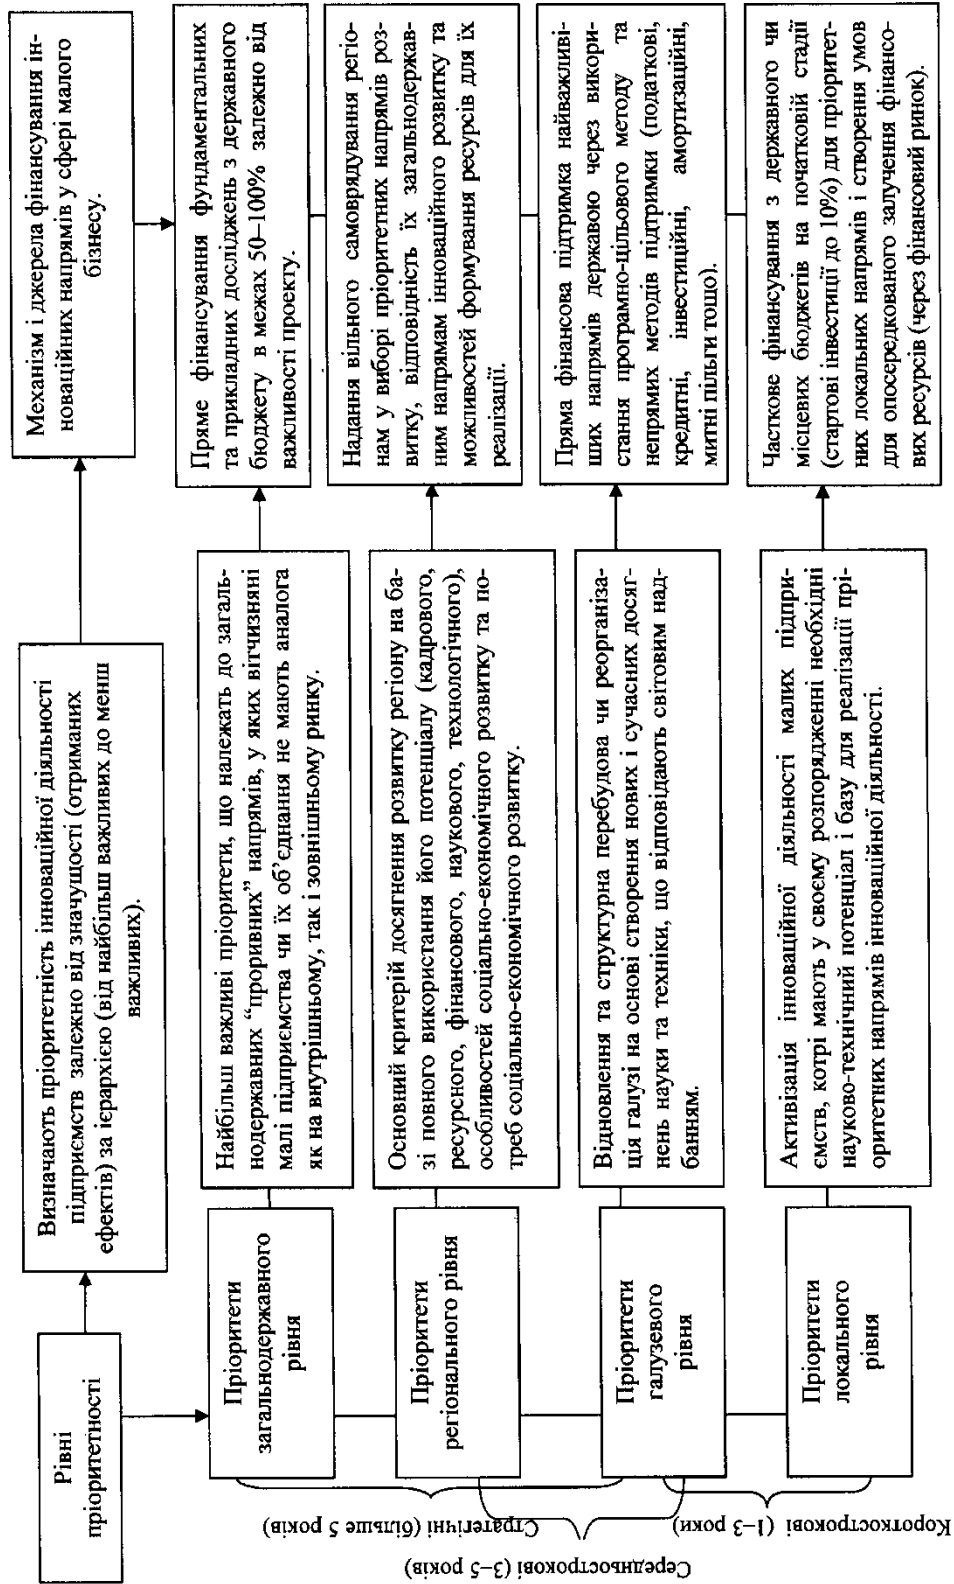 Рівні
пріоритетності
Визначають пріоритетність інноваційної діяльності
підприємств залежно від значущості (отриманих
ефектів) за ієрархією (від найбільш важливих до менш
важливих).
Механізм і джерела фінансування ін-
новаційних напрямів у сфері малого
бізнесу.
Пріоритети
загальнодержавного
рівня
Найбільш важливі пріоритети, що належать до загаль-
нодержавних “проривних” напрямів, у яких вітчизняні
малі підприємства чи їх об’єднання не мають аналога
як на внутрішньому, так і зовнішньому ринку.
Пряме фінансування фундаментальних
та прикладних досліджень з державного
бюджету в межах 50–100% залежно від
важливості проекту.
Пріоритети
регіонального рівня
Основний критерій досягнення розвитку регіону на ба-
зі повного використання його потенціалу (кадрового,
ресурсного, фінансового, наукового, технологічного),
особливостей соціально-економічного розвитку та по-
треб соціально-економічного розвитку.
Надання вільного самоврядування регіо-
нам у виборі пріоритетних напрямів роз-
витку, відповідність їх загальнодержав-
ним напрямам інноваційного розвитку та
можливостей формування ресурсів для їх
реалізації.
Пріоритети
галузевого
рівня
Відновлення та структурна перебудова чи реорганіза-
ція галузі на основі створення нових і сучасних досяг-
нень науки та техніки, що відповідають світовим над-
банням.
Пряма фінансова підтримка найважливі-
ших напрямів державою через викори-
стання програмно-цільового методу та
непрямих методів підтримки (податкові,
кредитні, інвестиційні, амортизаційні,
митні пільги тощо).
Пріоритети
локального
рівня
Активізація інноваційної діяльності малих підпри-
ємств, котрі мають у своєму розпорядженні необхідні
науково-технічний потенціал і базу для реалізації прі-
оритетних напрямів інноваційної діяльності.
Часткове фінансування з державного чи
місцевих бюджетів на початковій стадії
(стартові інвестиції до 10%) для пріоритет-
них локальних напрямів і створення умов
для опосередкованого залучення фінансо-
вих ресурсів (через фінансовий ринок).
Стратегічні (більше 5 років)
Середньострокові (3–5 років)
Короткострокові (1–3 роки)